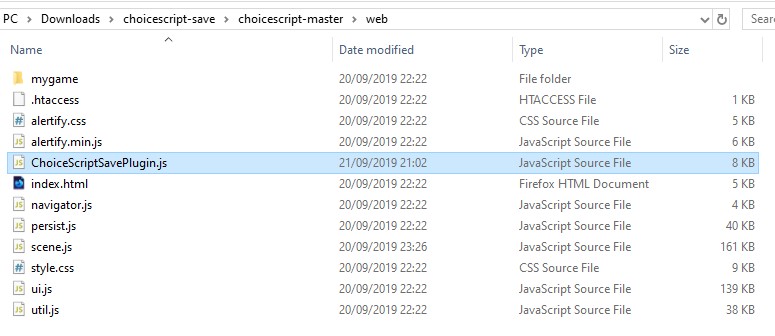 PC > Downloads > choicescript-save > choicescript-master > web
Name Date modified Type Size
mygame 20/09/2019 22:22 File folder
.htaccess 20/09/2019 22:22 HTACCESS File 1 KB
alertify.css 20/09/2019 22:22 CSS Source File 5 KB
alertify.min.js 20/09/2019 22:22 JavaScript Source File 6 KB
ChoiceScriptSavePlugin.js 21/09/2019 21:02 JavaScript Source File 8 KB
index.html 20/09/2019 22:22 Firefox HTML Document 5 KB
navigator.js 20/09/2019 22:22 JavaScript Source File 4 KB
persist.js 20/09/2019 22:22 JavaScript Source File 40 KB
scene.js 20/09/2019 23:26 JavaScript Source File 161 KB
style.css 20/09/2019 22:22 CSS Source File 9 KB
ui.js 20/09/2019 22:22 JavaScript Source File 139 KB
util.js 20/09/2019 22:22 JavaScript Source File 38 KB